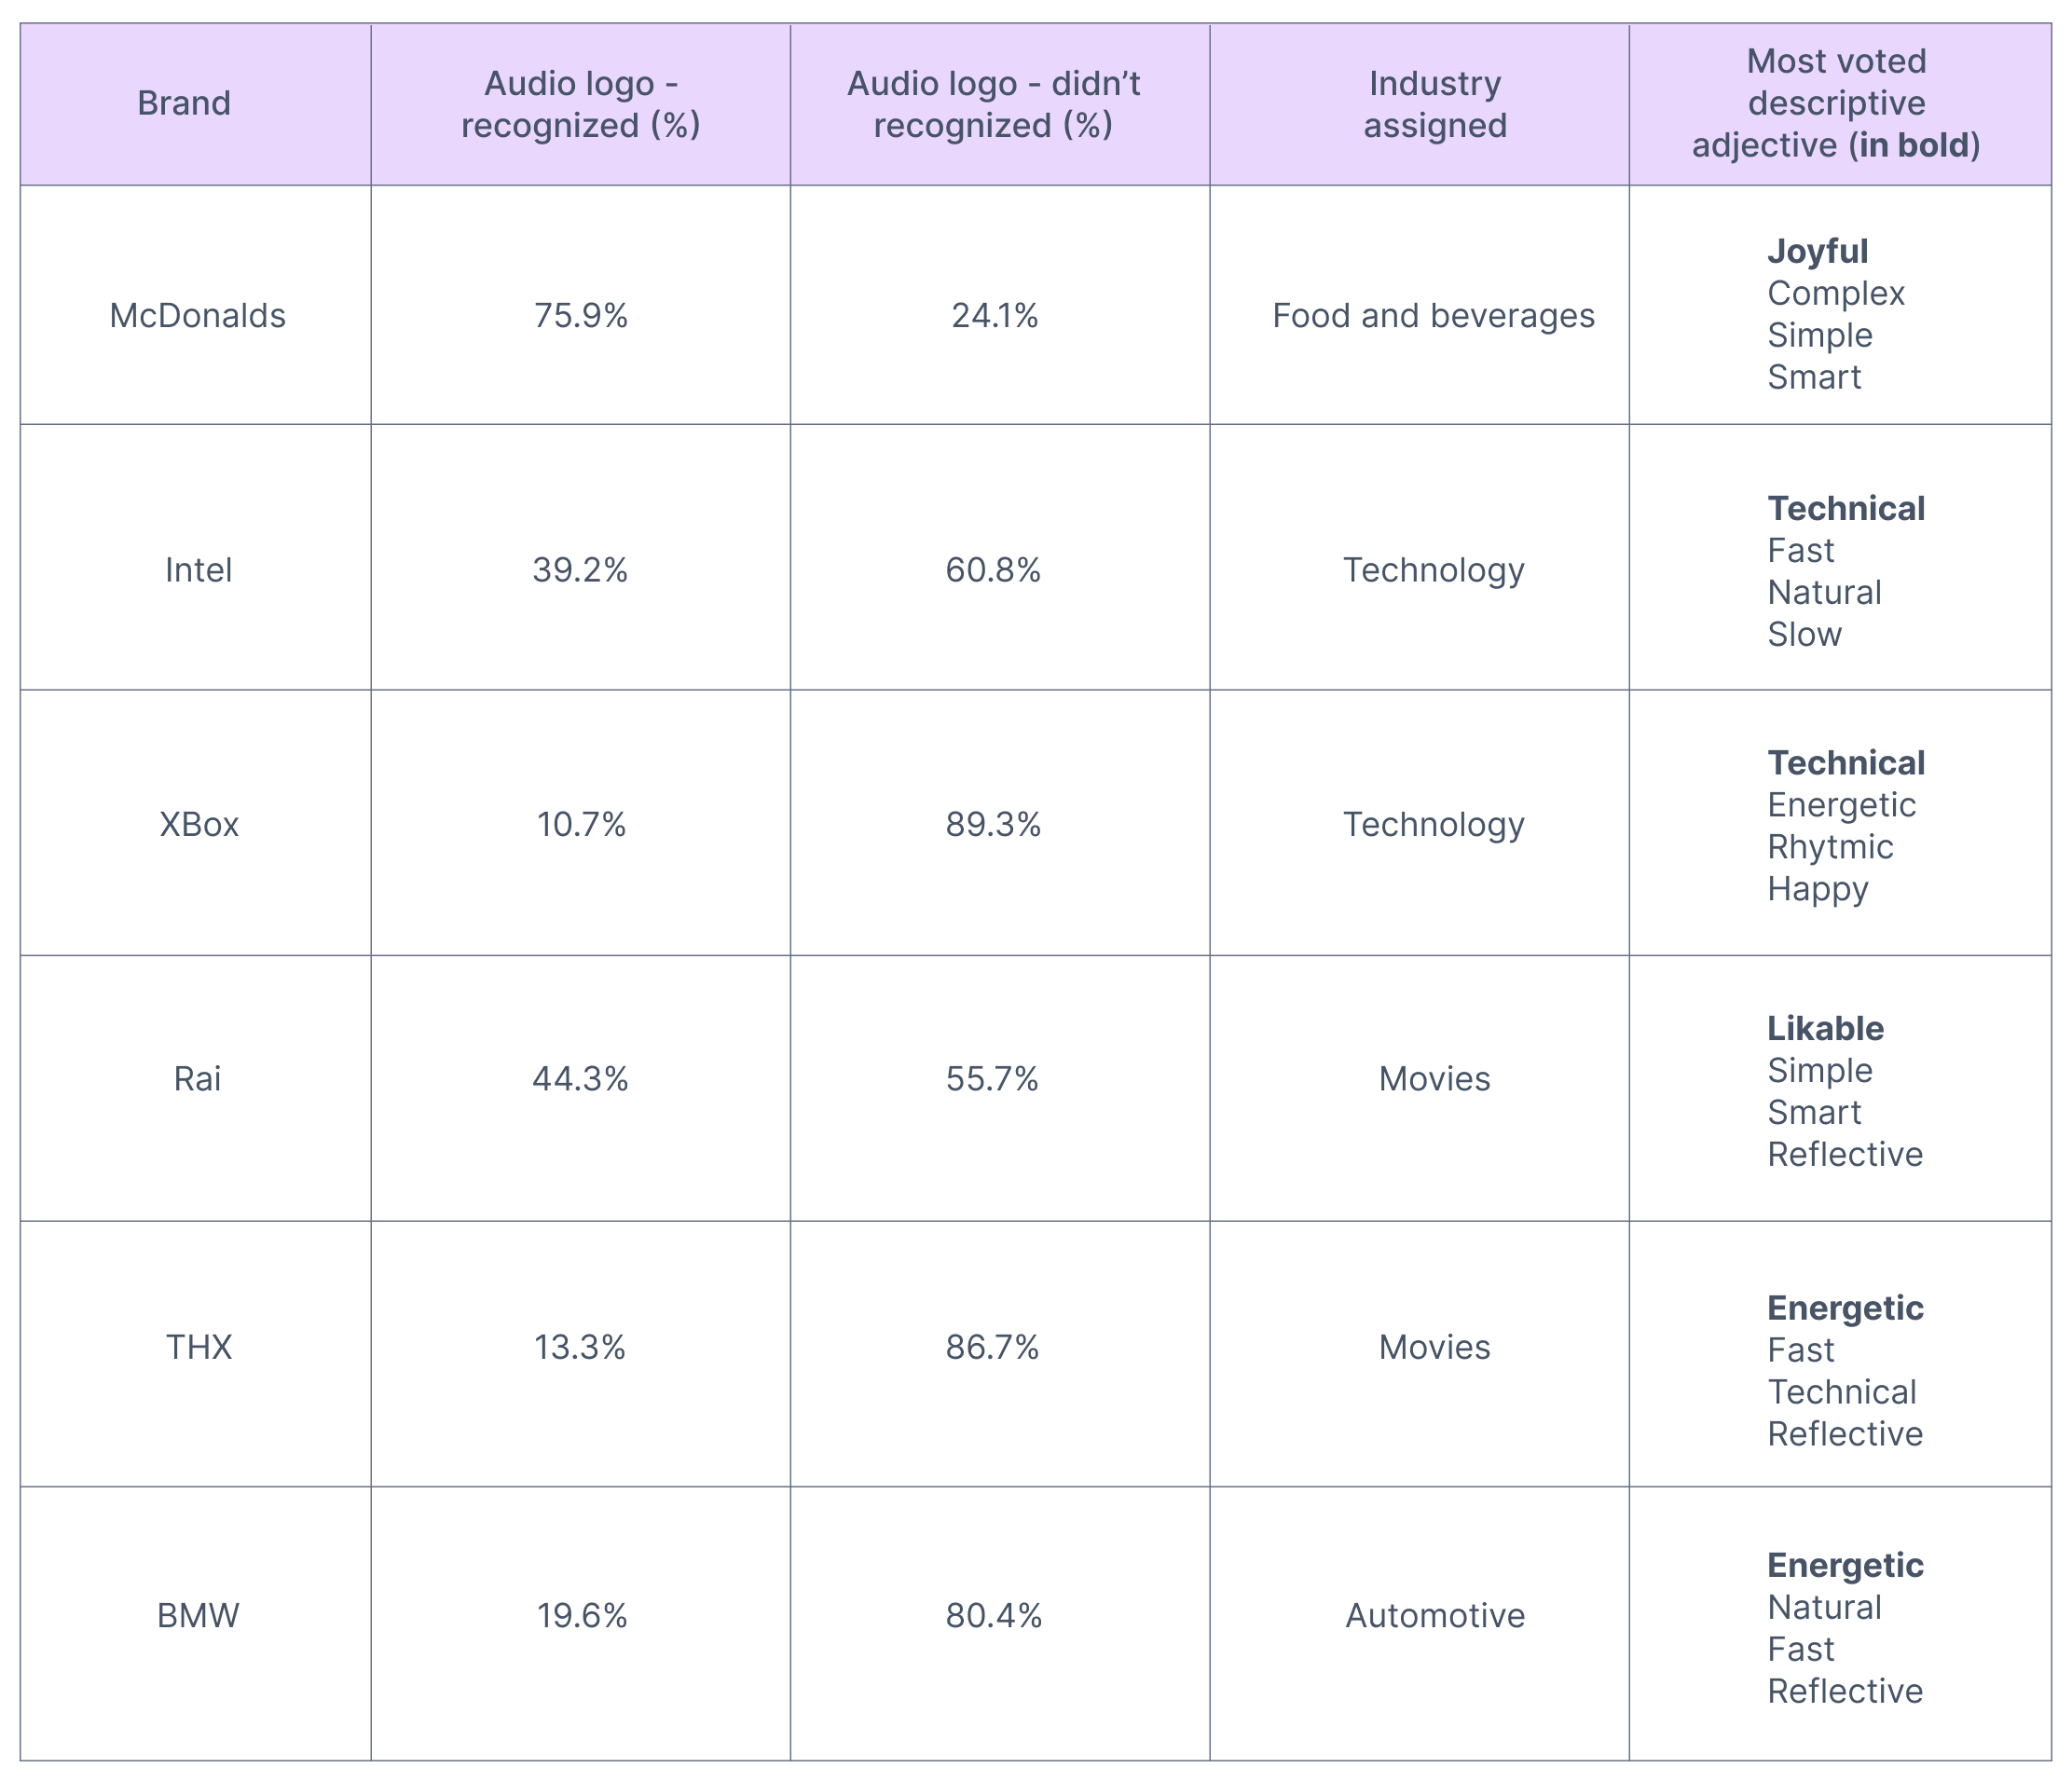 Brand
Audio logo -
recognized (%)
Audio logo - didn’t
recognized (%)
Industry
assigned
Most voted
descriptive
adjective (in bold)
McDonalds
75.9%
24.1%
Food and beverages
Joyful
Complex
Simple
Smart
Intel
39.2%
60.8%
Technology
Technical
Fast
Natural
Slow
XBox
10.7%
89.3%
Technology
Technical
Energetic
Rhytmic
Happy
Rai
44.3%
55.7%
Movies
Likable
Simple
Smart
Reflective
THX
13.3%
86.7%
Movies
Energetic
Fast
Technical
Reflective
BMW
19.6%
80.4%
Automotive
Energetic
Natural
Fast
Reflective